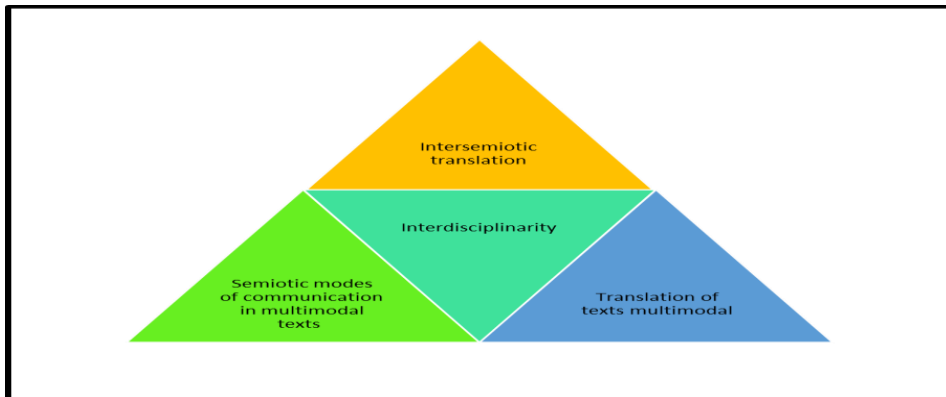 Intersemiotic
translation
Interdisciplinarity
Semiotic modes
of communication
in multimodal
texts
Translation of
texts multimodal